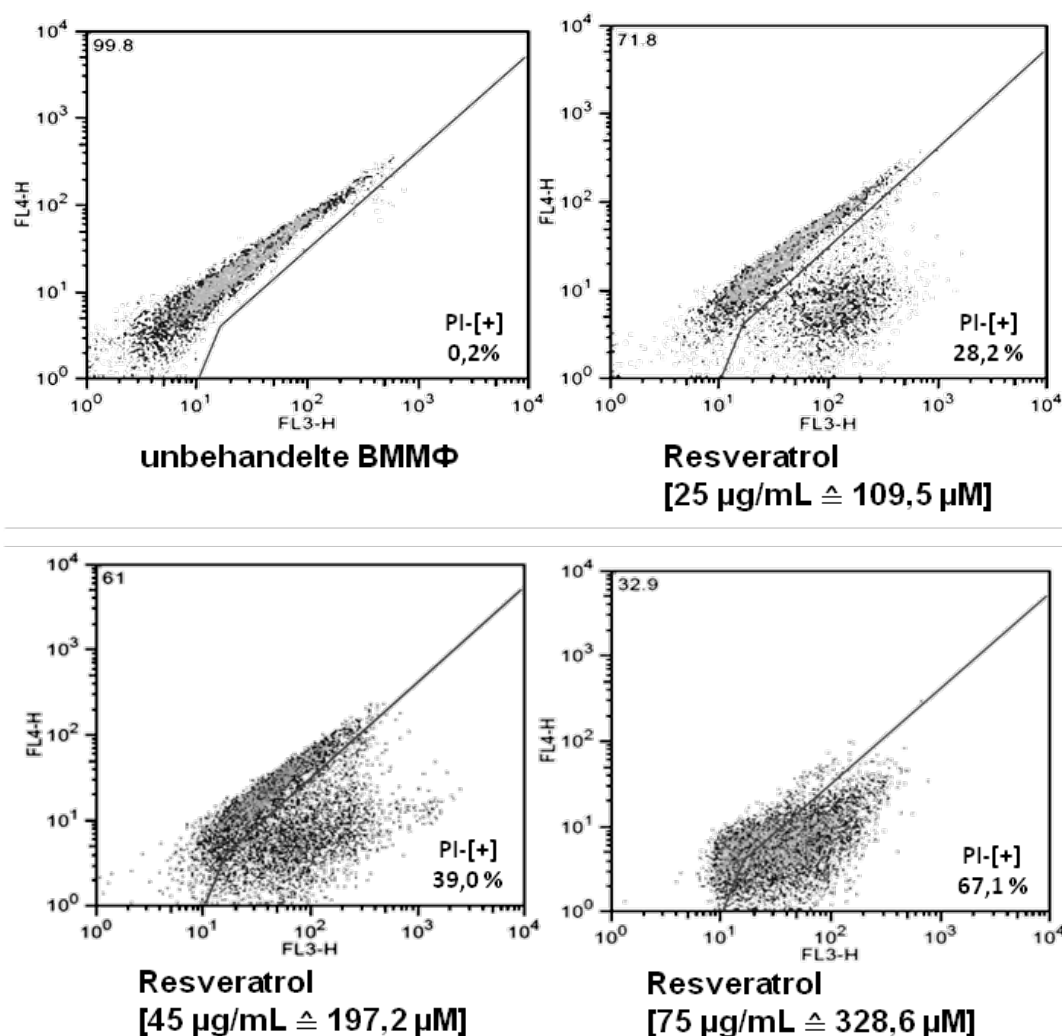 10⁴
99.8
10³
FL4-H
10²
10¹
PI-[+]
0,2%
10⁰
10⁰ 10¹ 10² 10³ 10⁴
FL3-H
unbehandelte BMMΦ
10⁴
71.8
10³
FL4-H
10²
10¹
PI-[+]
28,2 %
10⁰
10⁰ 10¹ 10² 10³ 10⁴
FL3-H
Resveratrol
[25 µg/mL ≙ 109,5 µM]
10⁴
61
10³
FL4-H
10²
10¹
PI-[+]
39,0 %
10⁰
10⁰ 10¹ 10² 10³ 10⁴
FL3-H
Resveratrol
[45 µg/mL ≙ 197,2 µM]
10⁴
32.9
10³
FL4-H
10²
10¹
PI-[+]
67,1 %
10⁰
10⁰ 10¹ 10² 10³ 10⁴
FL3-H
Resveratrol
[75 µg/mL ≙ 328,6 µM]